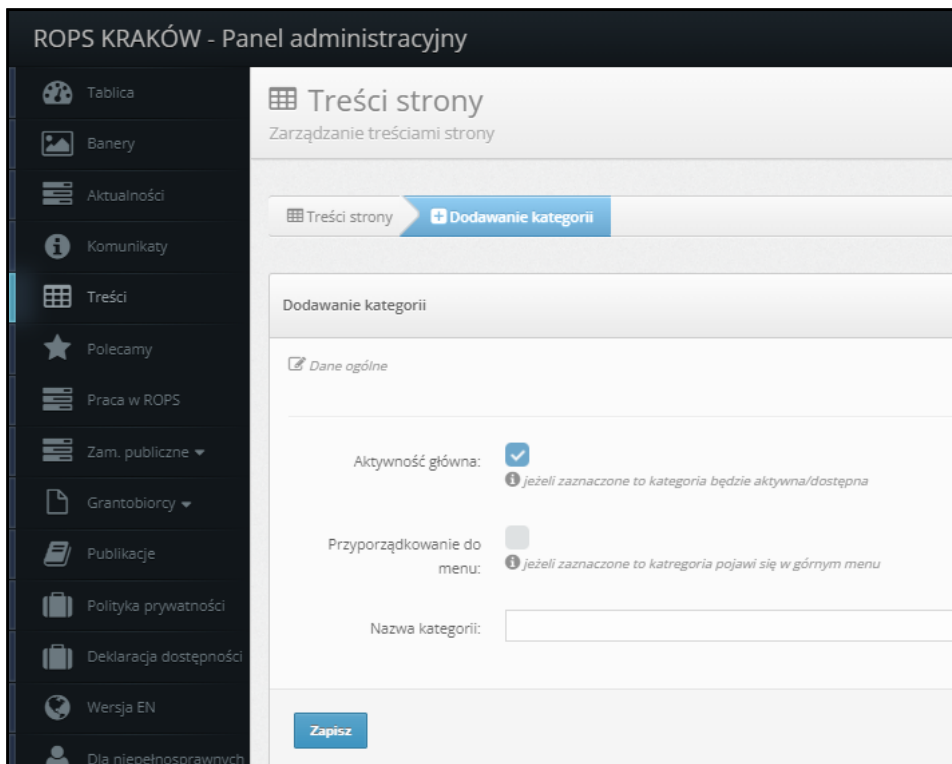 ROPS KRAKÓW - Panel administracyjny
Tablica
Banery
Aktualności
Komunikaty
Treści
Polecamy
Praca w ROPS
Zam. publiczne
Grantobiorcy
Publikacje
Polityka prywatności
Deklaracja dostępności
Wersja EN
Dla niepełnosprawnych
Treści strony
Zarządzanie treściami strony
Treści strony
Dodawanie kategorii
Dodawanie kategorii
Dane ogólne
Aktywność główna:
jeżeli zaznaczone to kategoria będzie aktywna/dostępna
Przyporządkowanie do
menu:
jeżeli zaznaczone to katregoria pojawi się w górnym menu
Nazwa kategorii:
Zapisz